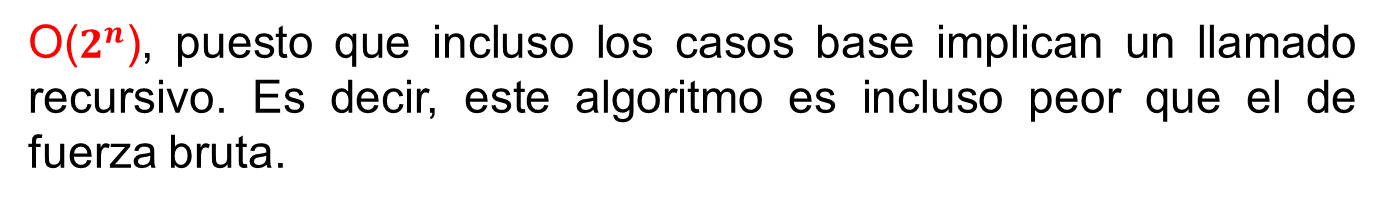 O(2ⁿ), puesto que incluso los casos base implican un llamado
recursivo. Es decir, este algoritmo es incluso peor que el de
fuerza bruta.